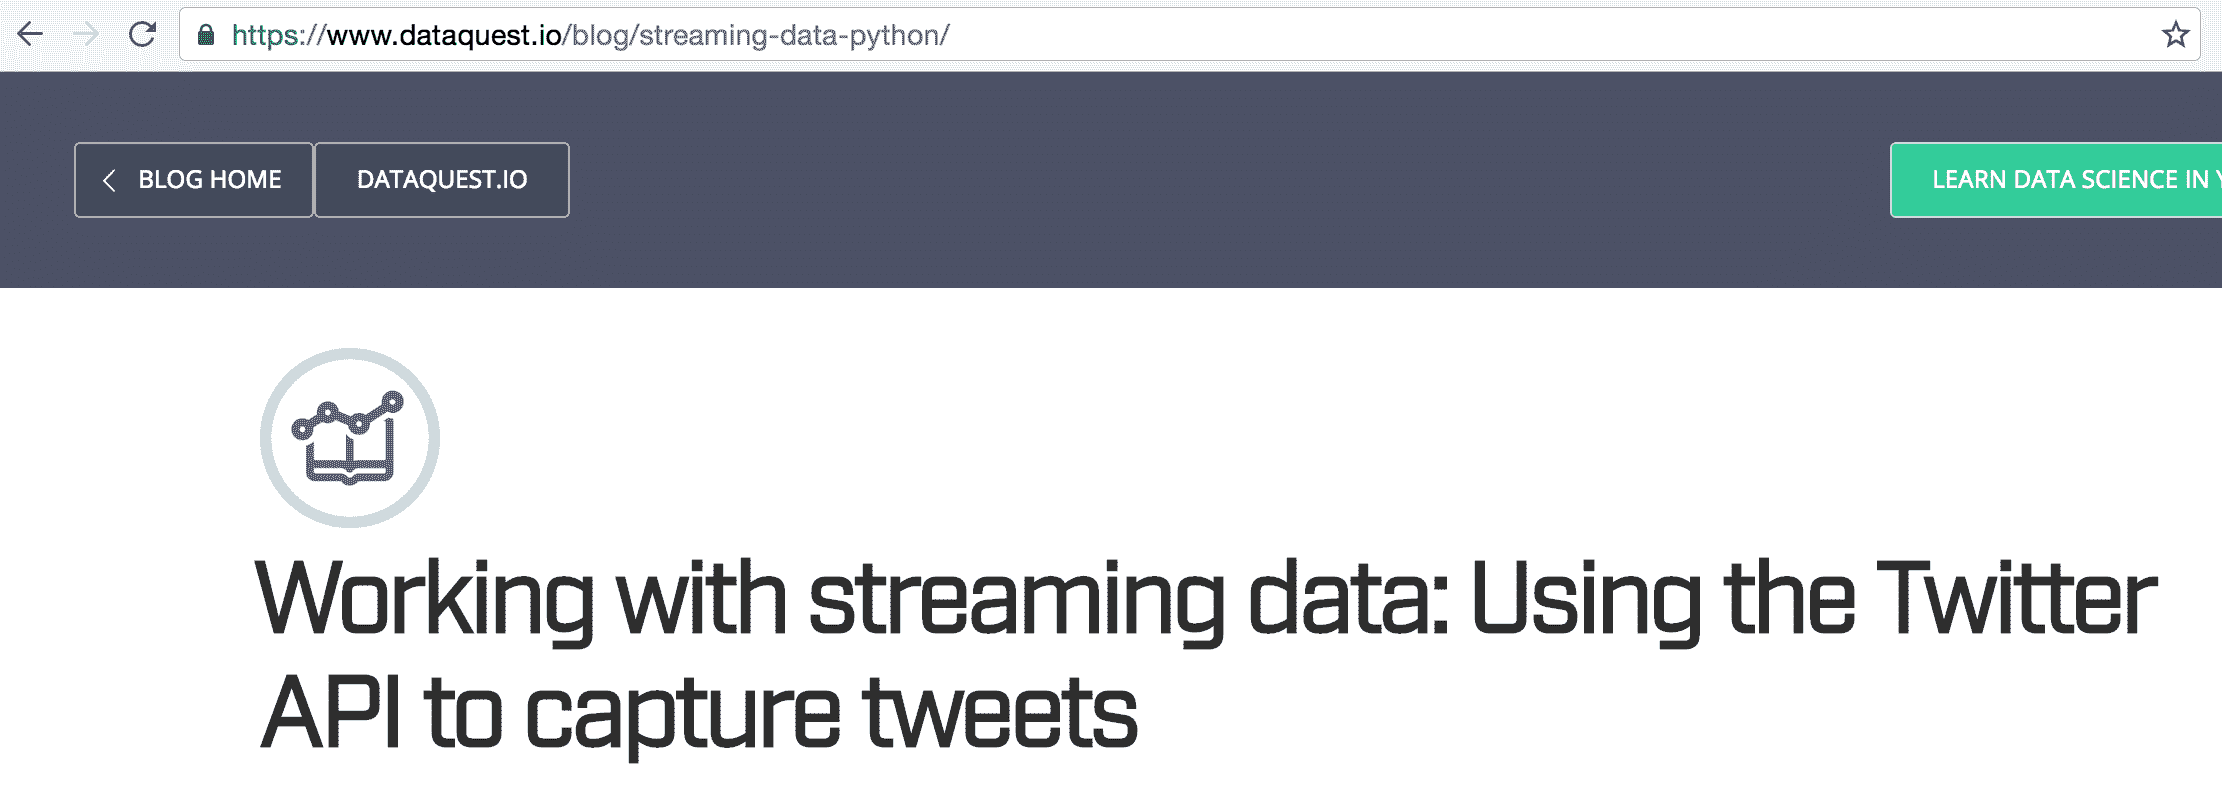 https://www.dataquest.io/blog/streaming-data-python/
BLOG HOME
DATAQUEST.IO
LEARN DATA SCIENCE IN
Working with streaming data: Using the Twitter
API to capture tweets